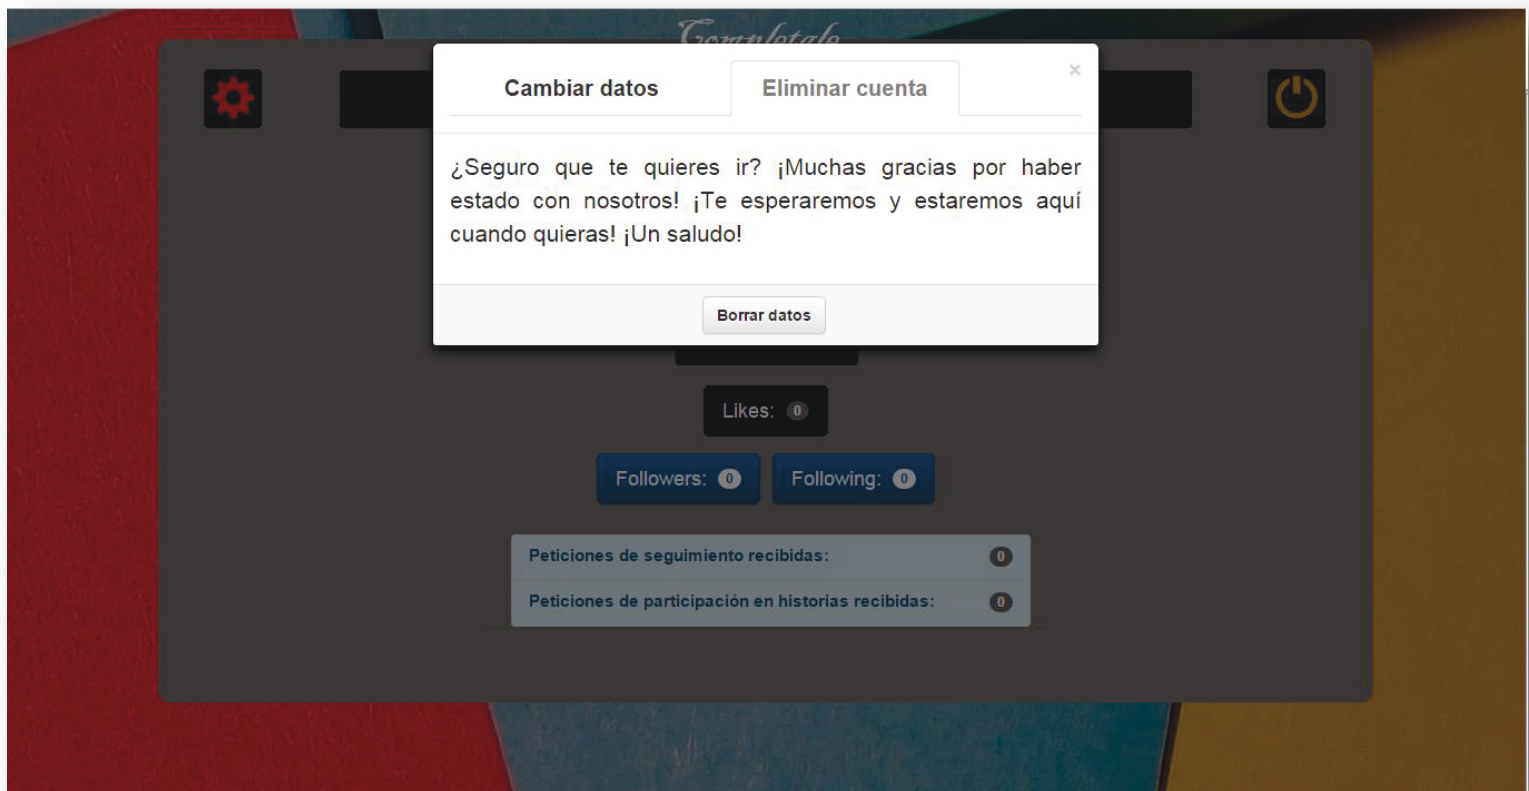 Completale
Cambiar datos
Eliminar cuenta
×
¿Seguro que te quieres ir? ¡Muchas gracias por haber
estado con nosotros! ¡Te esperaremos y estaremos aquí
cuando quieras! ¡Un saludo!
Borrar datos
Likes: 0
Followers: 0
Following: 0
Peticiones de seguimiento recibidas: 0
Peticiones de participación en historias recibidas: 0